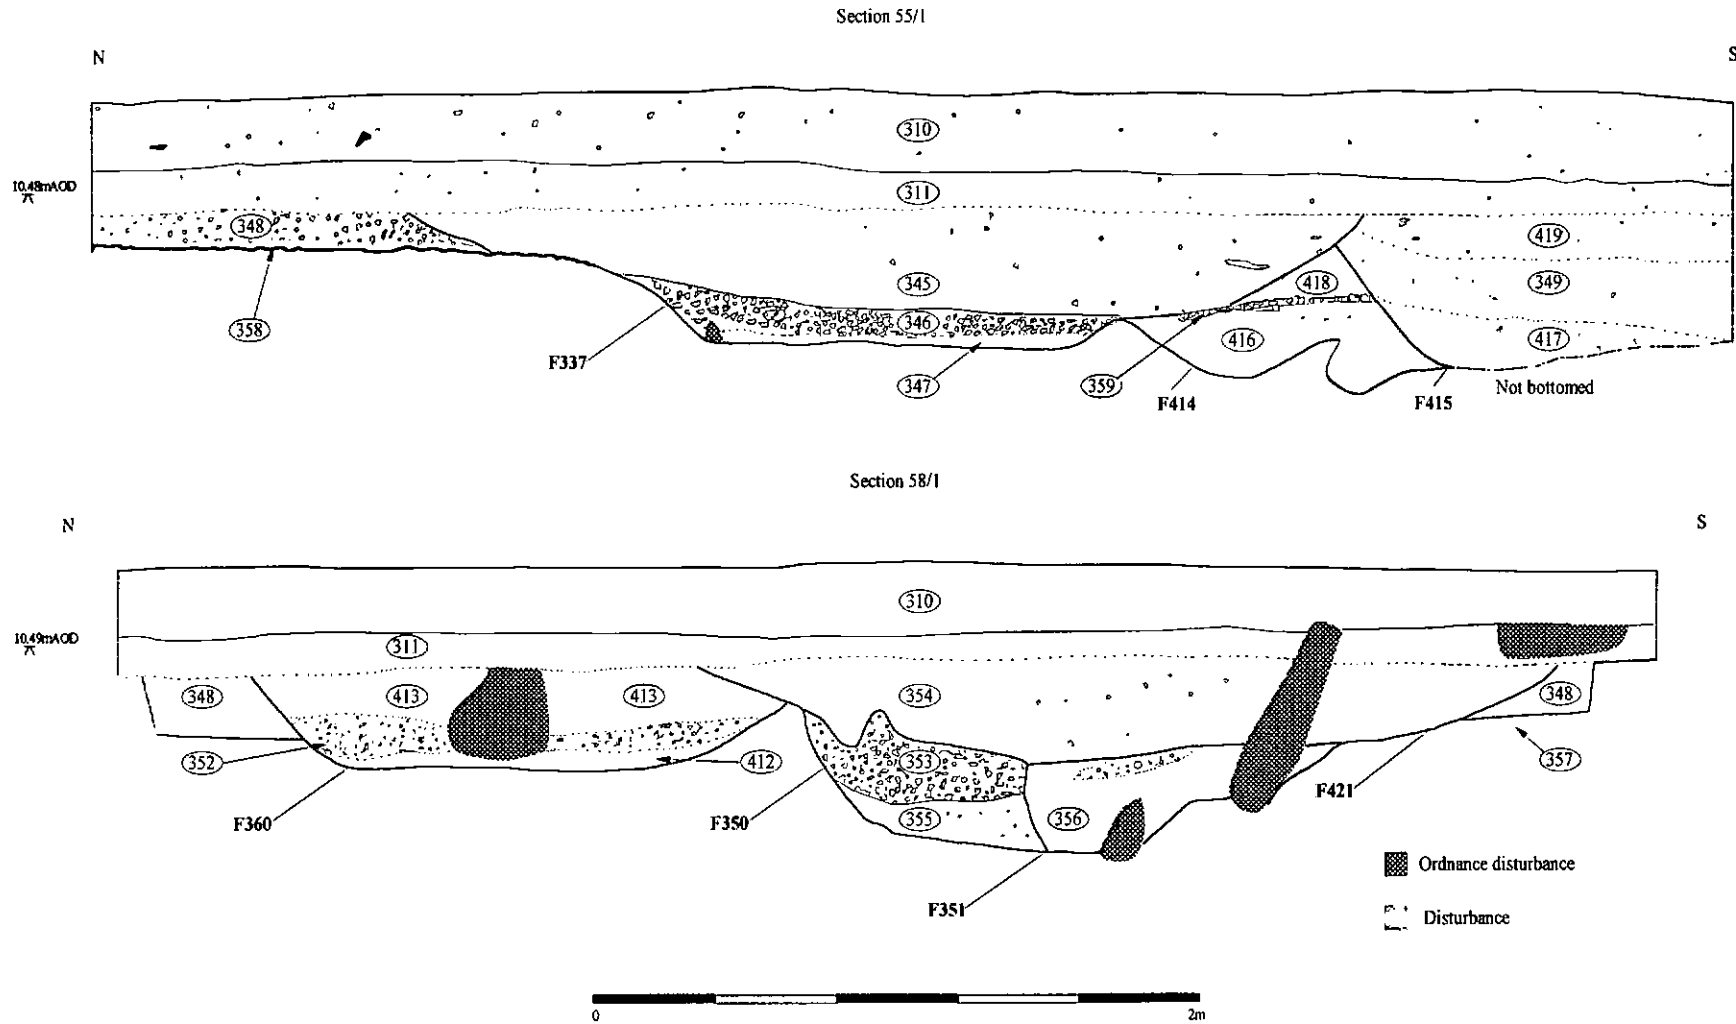 Section 55/1
N
S
310
10.48mAOD
311
348
419
345
418
349
346
358
416
417
F337
347
359
F414
F415
Not bottomed
Section 58/1
N
S
310
10.49mAOD
311
348
413
413
354
348
352
412
353
357
F360
F350
355
356
F421
F351
Ordnance disturbance
Disturbance
0
2m